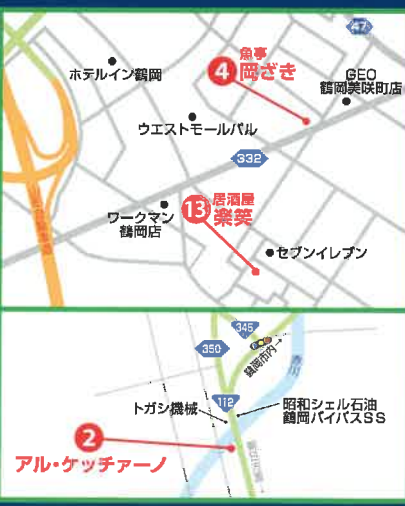 47
魚亭
4 岡ざき
GEO
鶴岡美咲町店
ホテルイン鶴岡
ウエストモールパル
332
居酒屋
13 楽笑
ワークマン
鶴岡店
セブンイレブン
345
350
鶴岡市内→
112
トガシ機械
昭和シェル石油
鶴岡バイパスSS
2
アル・ケッチァーノ